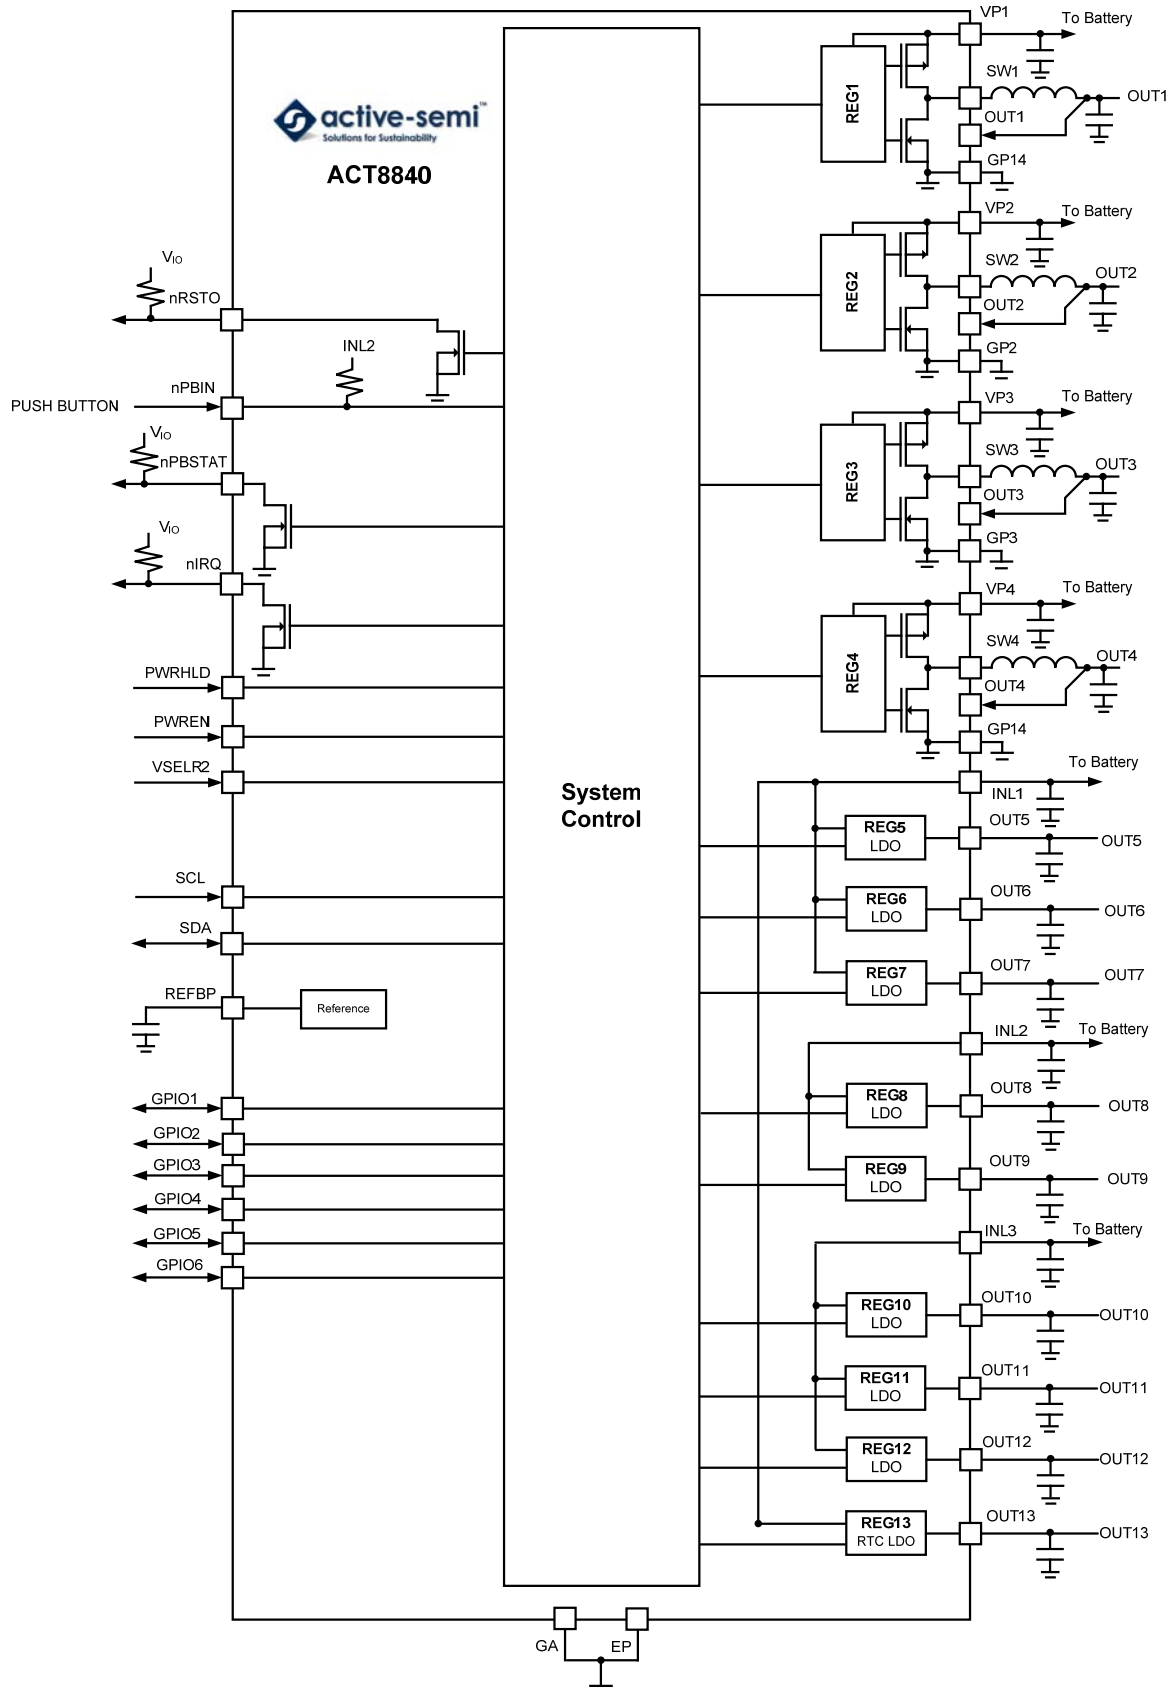 active-semi™
Solutions for Sustainability
ACT8840
VIO
nRSTO
INL2
nPBIN
PUSH BUTTON
VIO
nPBSTAT
VIO
nIRQ
PWRHLD
PWREN
VSELR2
SCL
SDA
REFBP
Reference
GPIO1
GPIO2
GPIO3
GPIO4
GPIO5
GPIO6
System
Control
REG1
VP1
To Battery
SW1
OUT1
OUT1
GP14
REG2
VP2
To Battery
SW2
OUT2
OUT2
GP2
REG3
VP3
To Battery
SW3
OUT3
OUT3
GP3
REG4
VP4
To Battery
SW4
OUT4
OUT4
GP14
To Battery
INL1
REG5
LDO
OUT5
OUT5
REG6
LDO
OUT6
OUT6
REG7
LDO
OUT7
OUT7
INL2
To Battery
REG8
LDO
OUT8
OUT8
REG9
LDO
OUT9
OUT9
INL3
To Battery
REG10
LDO
OUT10
OUT10
REG11
LDO
OUT11
OUT11
REG12
LDO
OUT12
OUT12
REG13
RTC LDO
OUT13
OUT13
GA
EP